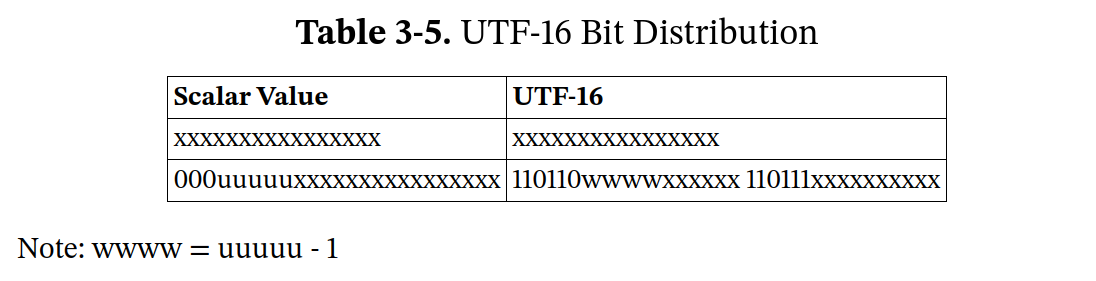 Table 3-5. UTF-16 Bit Distribution
Scalar Value UTF-16
xxxxxxxxxxxxxxxx xxxxxxxxxxxxxxxx
000uuuuuxxxxxxxxxxxxxxxx 110110wwwwxxxxxx 110111xxxxxxxxxx
Note: wwww = uuuuu - 1